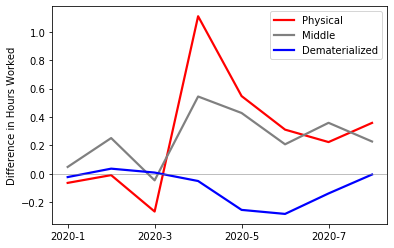 Difference in Hours Worked
1.0
0.8
0.6
0.4
0.2
0.0
−0.2
2020-1
2020-3
2020-5
2020-7
Physical
Middle
Dematerialized